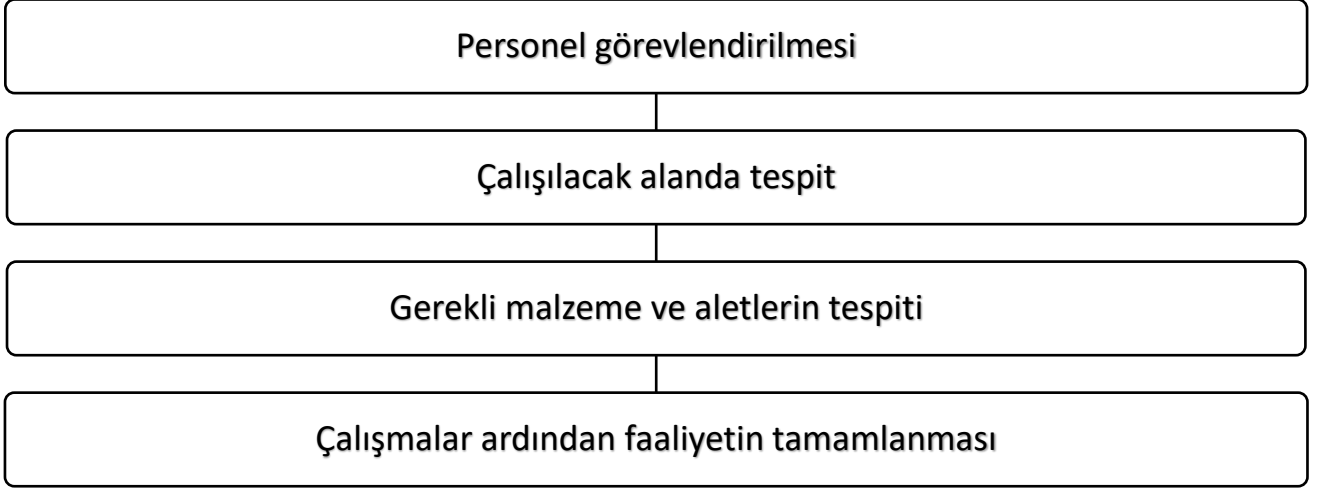 Personel görevlendirilmesi
Çalışılacak alanda tespit
Gerekli malzeme ve aletlerin tespiti
Çalışmalar ardından faaliyetin tamamlanması